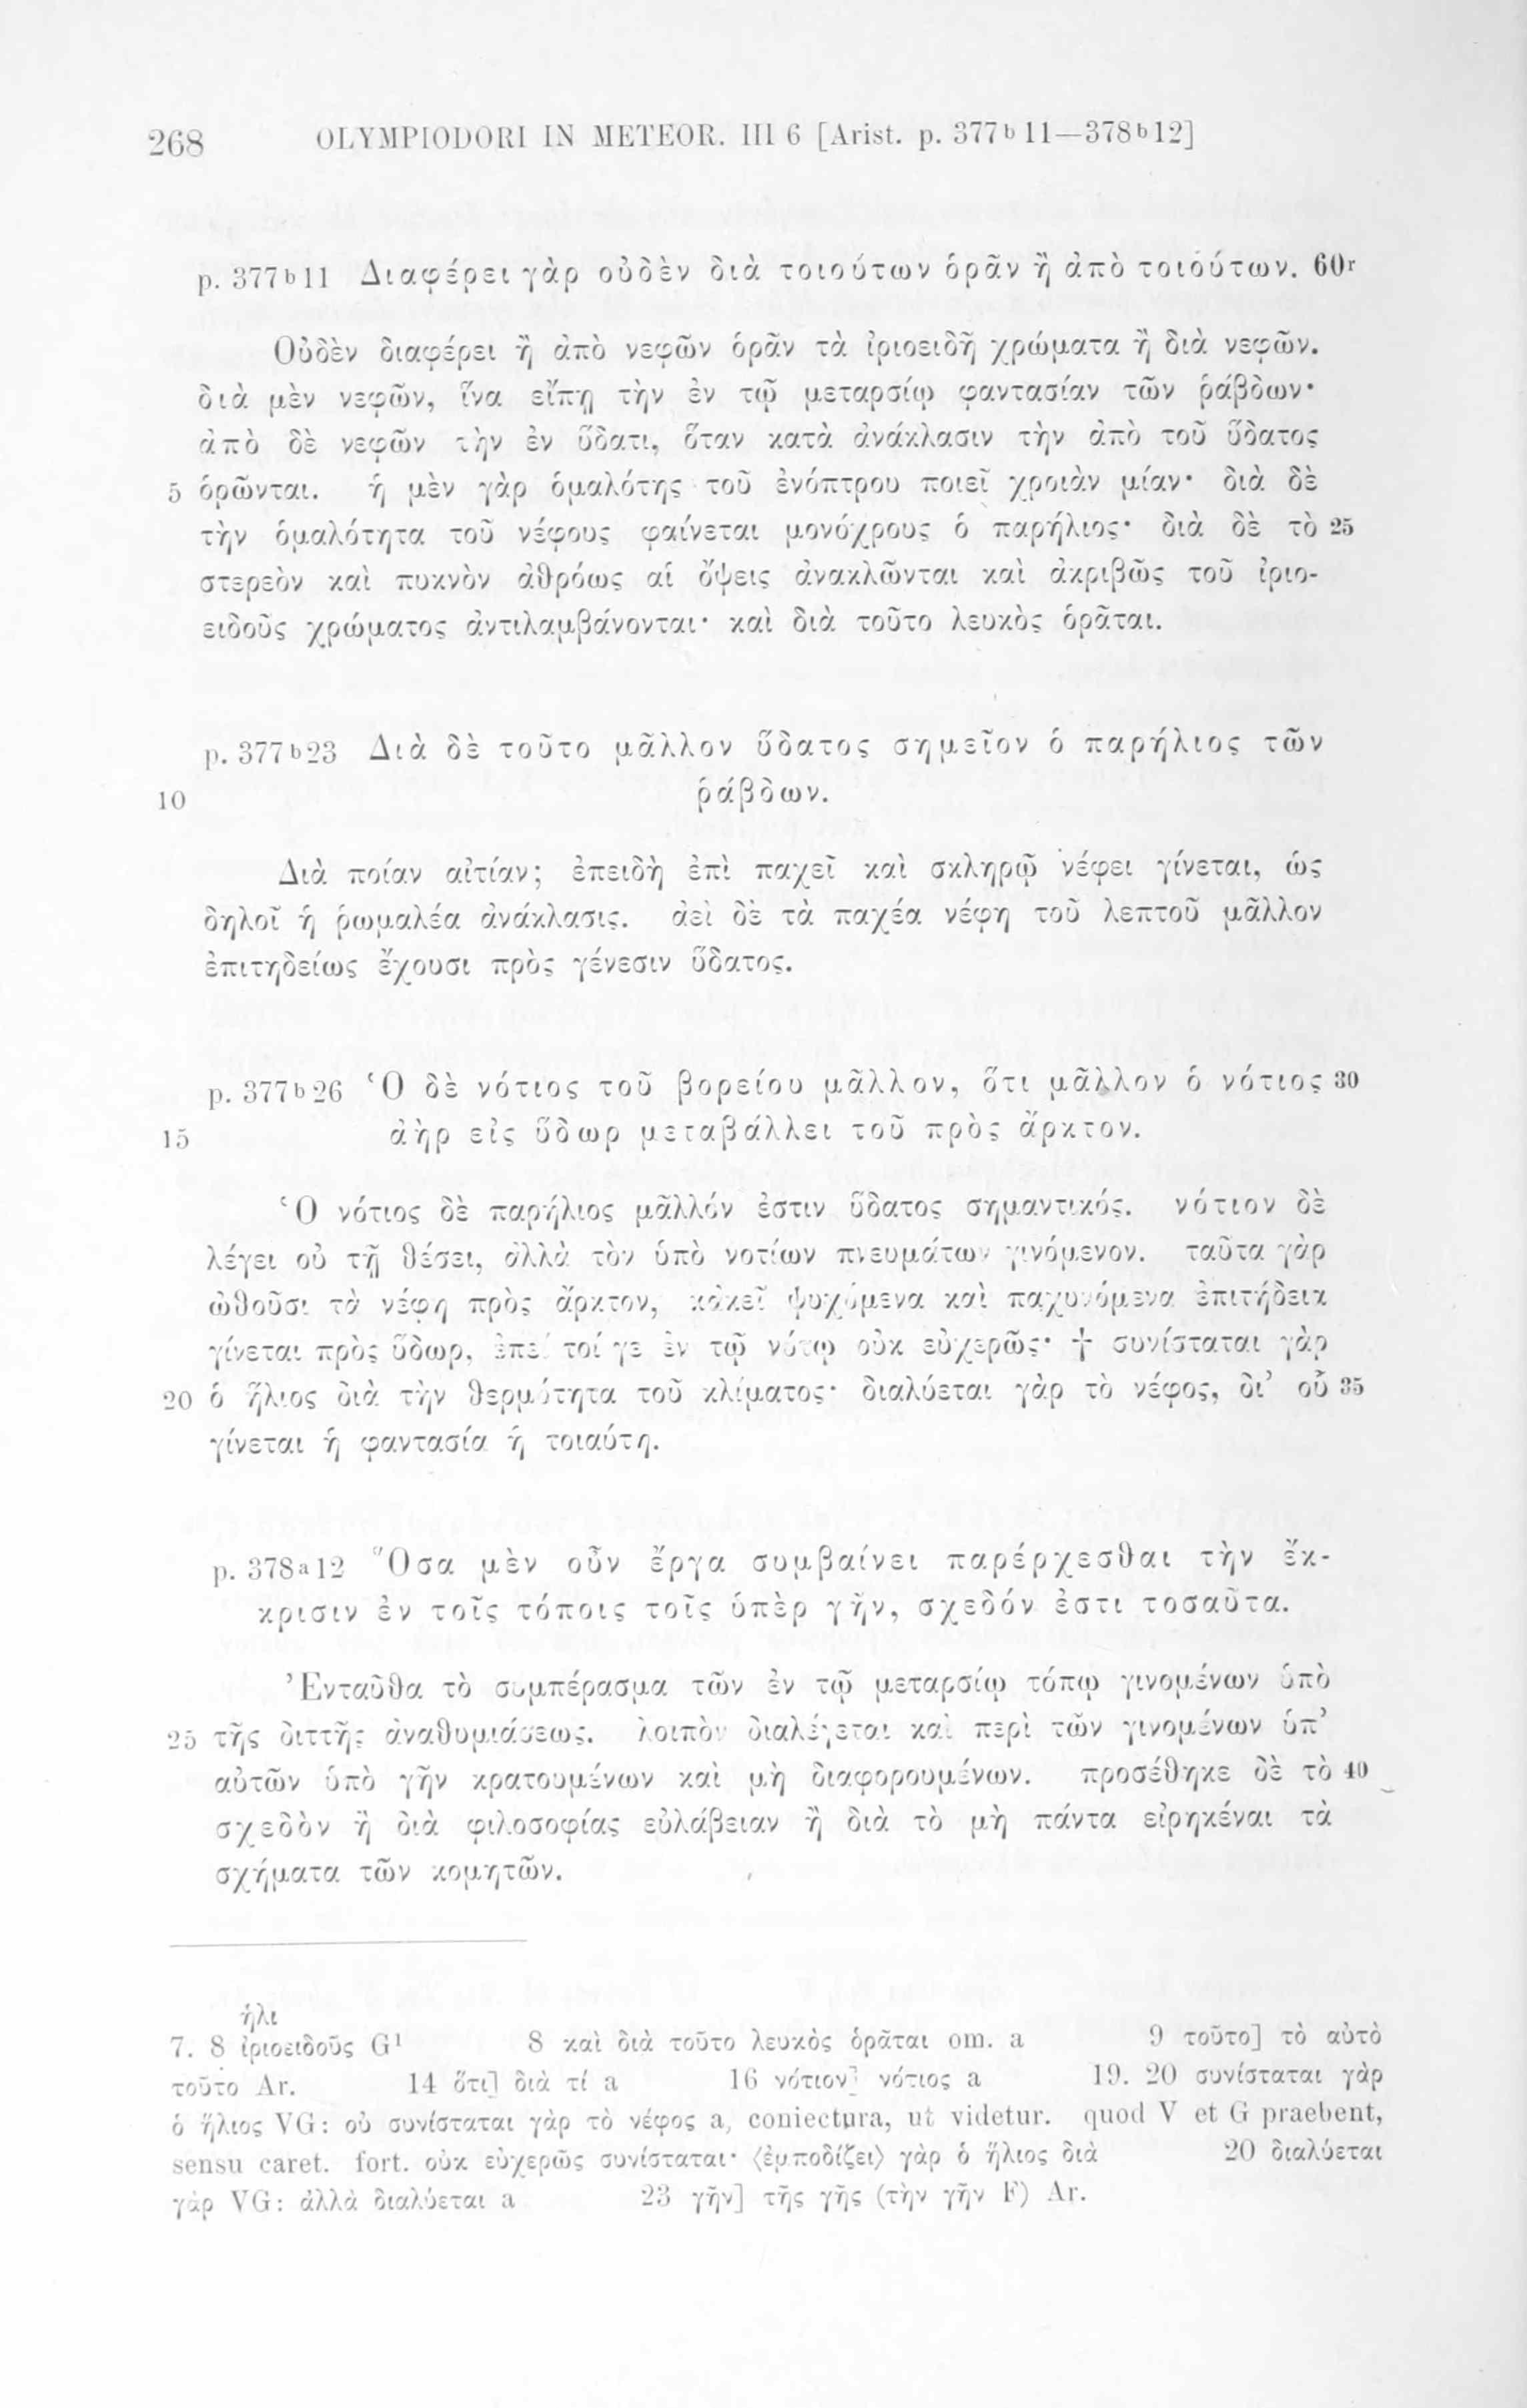 268 OLYMPIODORI IN METEOR. III 6 [Arist. p. 377b 11—378b12]
p. 377b11 Διαφέρει γὰρ οὐδὲν διὰ τοιούτων ὁρᾶν ἢ ἀπὸ τοιούτων. 60r
Οὐδὲν διαφέρει ἢ ἀπὸ νεφῶν ὁρᾶν τὰ ἰριοειδῆ χρώματα ἢ διὰ νεφῶν.
διὰ μὲν νεφῶν, ἵνα εἴπῃ τὴν ἐν τῷ μεταρσίῳ φαντασίαν τῶν ῥάβδων·
ἀπὸ δὲ νεφῶν τὴν ἐν ὕδατι, ὅταν κατὰ ἀνάκλασιν τὴν ἀπὸ τοῦ ὕδατος
5 ὁρῶνται. ἡ μὲν γὰρ ὁμαλότης τοῦ ἐνόπτρου ποιεῖ χροιὰν μίαν· διὰ δὲ
τὴν ὁμαλότητα τοῦ νέφους φαίνεται μονόχρους ὁ παρήλιος· διὰ δὲ τὸ 25
στερεὸν καὶ πυκνὸν ἀθρόως αἱ ὄψεις ἀνακλῶνται καὶ ἀκριβῶς τοῦ ἰριο-
ειδοῦς χρώματος ἀντιλαμβάνονται· καὶ διὰ τοῦτο λευκὸς ὁρᾶται.
p. 377b23 Διὰ δὲ τοῦτο μᾶλλον ὕδατος σημεῖον ὁ παρήλιος τῶν
10 ῥάβδων.
Διὰ ποίαν αἰτίαν; ἐπειδὴ ἐπὶ παχεῖ καὶ σκληρῷ νέφει γίνεται, ὡς
δηλοῖ ἡ ῥωμαλέα ἀνάκλασις. ἀεὶ δὲ τὰ παχέα νέφη τοῦ λεπτοῦ μᾶλλον
ἐπιτηδείως ἔχουσι πρὸς γένεσιν ὕδατος.
p. 377b26 Ὁ δὲ νότιος τοῦ βορείου μᾶλλον, ὅτι μᾶλλον ὁ νότιος 30
15 ἀὴρ εἰς ὕδωρ μεταβάλλει τοῦ πρὸς ἄρκτον.
Ὁ νότιος δὲ παρήλιος μᾶλλόν ἐστιν ὕδατος σημαντικός. νότιον δὲ
λέγει οὐ τῇ θέσει, ἀλλὰ τὸν ὑπὸ νοτίων πνευμάτων γινόμενον. ταῦτα γὰρ
ὠθοῦσι τὰ νέφη πρὸς ἄρκτον, κἀκεῖ ψυχόμενα καὶ παχυνόμενα ἐπιτήδεια
γίνεται πρὸς ὕδωρ, ἐπεί τοί γε ἐν τῷ νότῳ οὐκ εὐχερῶς· † συνίσταται γὰρ
20 ὁ ἥλιος διὰ τὴν θερμότητα τοῦ κλίματος· διαλύεται γὰρ τὸ νέφος, δι’ οὗ 35
γίνεται ἡ φαντασία ἡ τοιαύτη.
p. 378a12 Ὅσα μὲν οὖν ἔργα συμβαίνει παρέρχεσθαι τὴν ἔκ-
κρισιν ἐν τοῖς τόποις τοῖς ὑπὲρ γῆν, σχεδόν ἐστι τοσαῦτα.
Ἐνταῦθα τὸ συμπέρασμα τῶν ἐν τῷ μεταρσίῳ τόπῳ γινομένων ὑπὸ
25 τῆς διττῆς ἀναθυμιάσεως. λοιπὸν διαλέγεται καὶ περὶ τῶν γινομένων ὑπ’
αὐτῶν ὑπὸ γῆν κρατουμένων καὶ μὴ διαφορουμένων. προσέθηκε δὲ τὸ 40
σχεδὸν ἢ διὰ φιλοσοφίας εὐλάβειαν ἢ διὰ τὸ μὴ πάντα εἰρηκέναι τὰ
σχήματα τῶν κομητῶν.
ἡλι
7. 8 ἰριοειδοῦς G1 8 καὶ διὰ τοῦτο λευκὸς ὁρᾶται om. a 9 τοῦτο] τὸ αὐτὸ
τοῦτο Ar. 14 ὅτι] διὰ τί a 16 νότιον] νότιος a 19. 20 συνίσταται γὰρ
ὁ ἥλιος VG: οὐ συνίσταται γὰρ τὸ νέφος a, coniectura, ut videtur. quod V et G praebent,
sensu caret. fort. οὐκ εὐχερῶς συνίσταται· ⟨ἐμποδίζει⟩ γὰρ ὁ ἥλιος διὰ 20 διαλύεται
γὰρ VG: ἀλλὰ διαλύεται a 23 γῆν] τῆς γῆς (τὴν γῆν F) Ar.